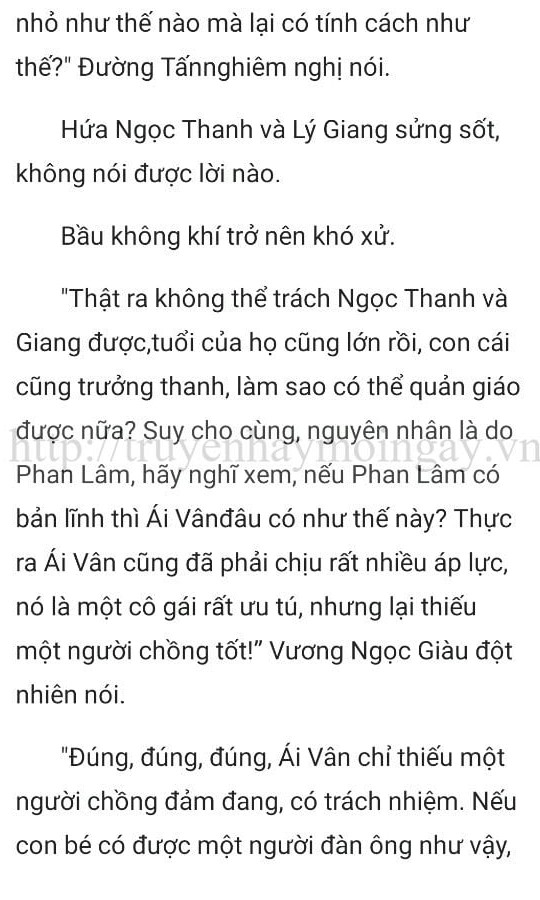 nhỏ như thế nào mà lại có tính cách như
thế?" Đường Tấnnghiêm nghị nói.
Hứa Ngọc Thanh và Lý Giang sửng sốt,
không nói được lời nào.
Bầu không khí trở nên khó xử.
"Thật ra không thể trách Ngọc Thanh và
Giang được,tuổi của họ cũng lớn rồi, con cái
cũng trưởng thanh, làm sao có thể quản giáo
được nữa? Suy cho cùng, nguyên nhân là do
http://truyenhaymoingay.vn
Phan Lâm, hãy nghĩ xem, nếu Phan Lâm có
bản lĩnh thì Ái Vânđâu có như thế này? Thực
ra Ái Vân cũng đã phải chịu rất nhiều áp lực,
nó là một cô gái rất ưu tú, nhưng lại thiếu
một người chồng tốt!” Vương Ngọc Giàu đột
nhiên nói.
"Đúng, đúng, đúng, Ái Vân chỉ thiếu một
người chồng đảm đang, có trách nhiệm. Nếu
con bé có được một người đàn ông như vậy,